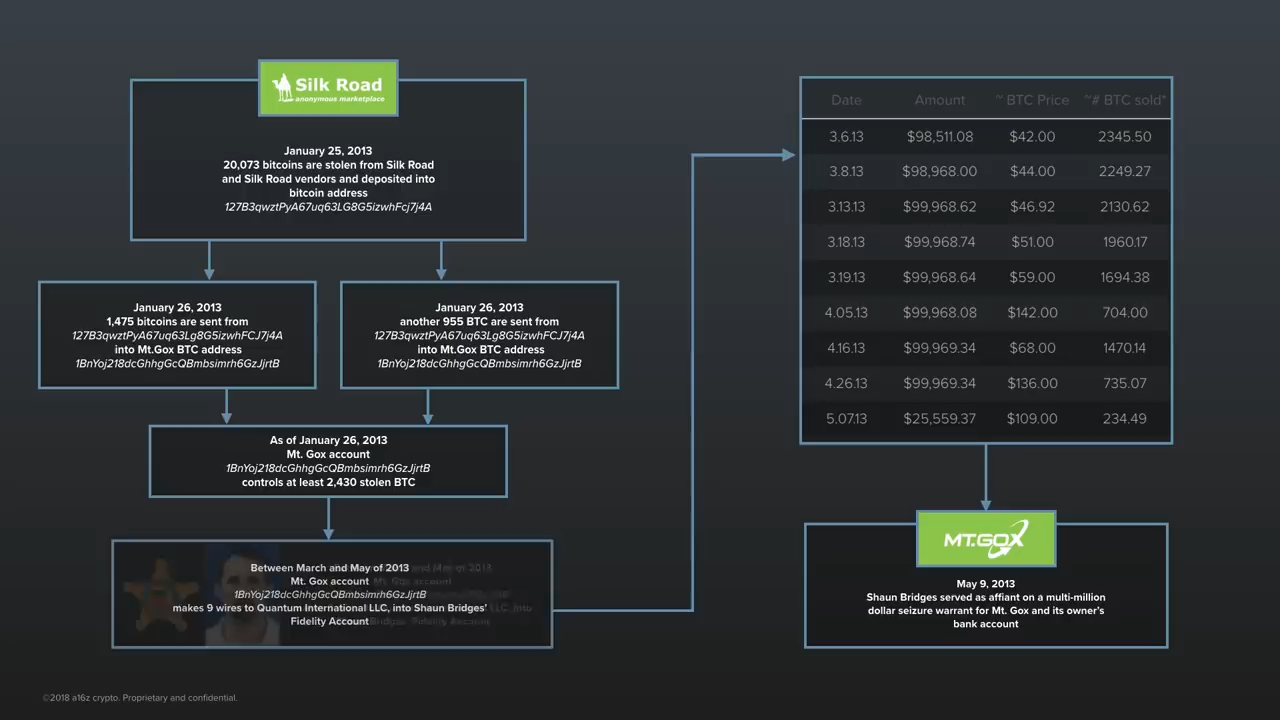 Silk Road
anonymous marketplace
January 25, 2013
20,073 bitcoins are stolen from Silk Road
and Silk Road vendors and deposited into
bitcoin address
127B3qwztPyA67uq63LG8G5izwhFcj7j4A
January 26, 2013
1,475 bitcoins are sent from
127B3qwztPyA67uq63Lg8G5izwhFCJ7j4A
into Mt.Gox BTC address
1BnYoj218dcGhhgGcQBmbsimrh6GzJjrtB
January 26, 2013
another 955 BTC are sent from
127B3qwztPyA67uq63Lg8G5izwhFCJ7j4A
into Mt.Gox BTC address
1BnYoj218dcGhhgGcQBmbsimrh6GzJjrtB
As of January 26, 2013
Mt. Gox account
1BnYoj218dcGhhgGcQBmbsimrh6GzJjrtB
controls at least 2,430 stolen BTC
Between March and May of 2013
Mt. Gox account
1BnYoj218dcGhhgGcQBmbsimrh6GzJjrtB
makes 9 wires to Quantum International LLC, into Shaun Bridges'
Fidelity Account
Date Amount ~ BTC Price ~# BTC sold*
3.6.13 $98,511.08 $42.00 2345.50
3.8.13 $98,968.00 $44.00 2249.27
3.13.13 $99,968.62 $46.92 2130.62
3.18.13 $99,968.74 $51.00 1960.17
3.19.13 $99,968.64 $59.00 1694.38
4.05.13 $99,968.08 $142.00 704.00
4.16.13 $99,969.34 $68.00 1470.14
4.26.13 $99,969.34 $136.00 735.07
5.07.13 $25,559.37 $109.00 234.49
MT.GOX
May 9, 2013
Shaun Bridges served as affiant on a multi-million
dollar seizure warrant for Mt. Gox and its owner's
bank account
©2018 a16z crypto. Proprietary and confidential.